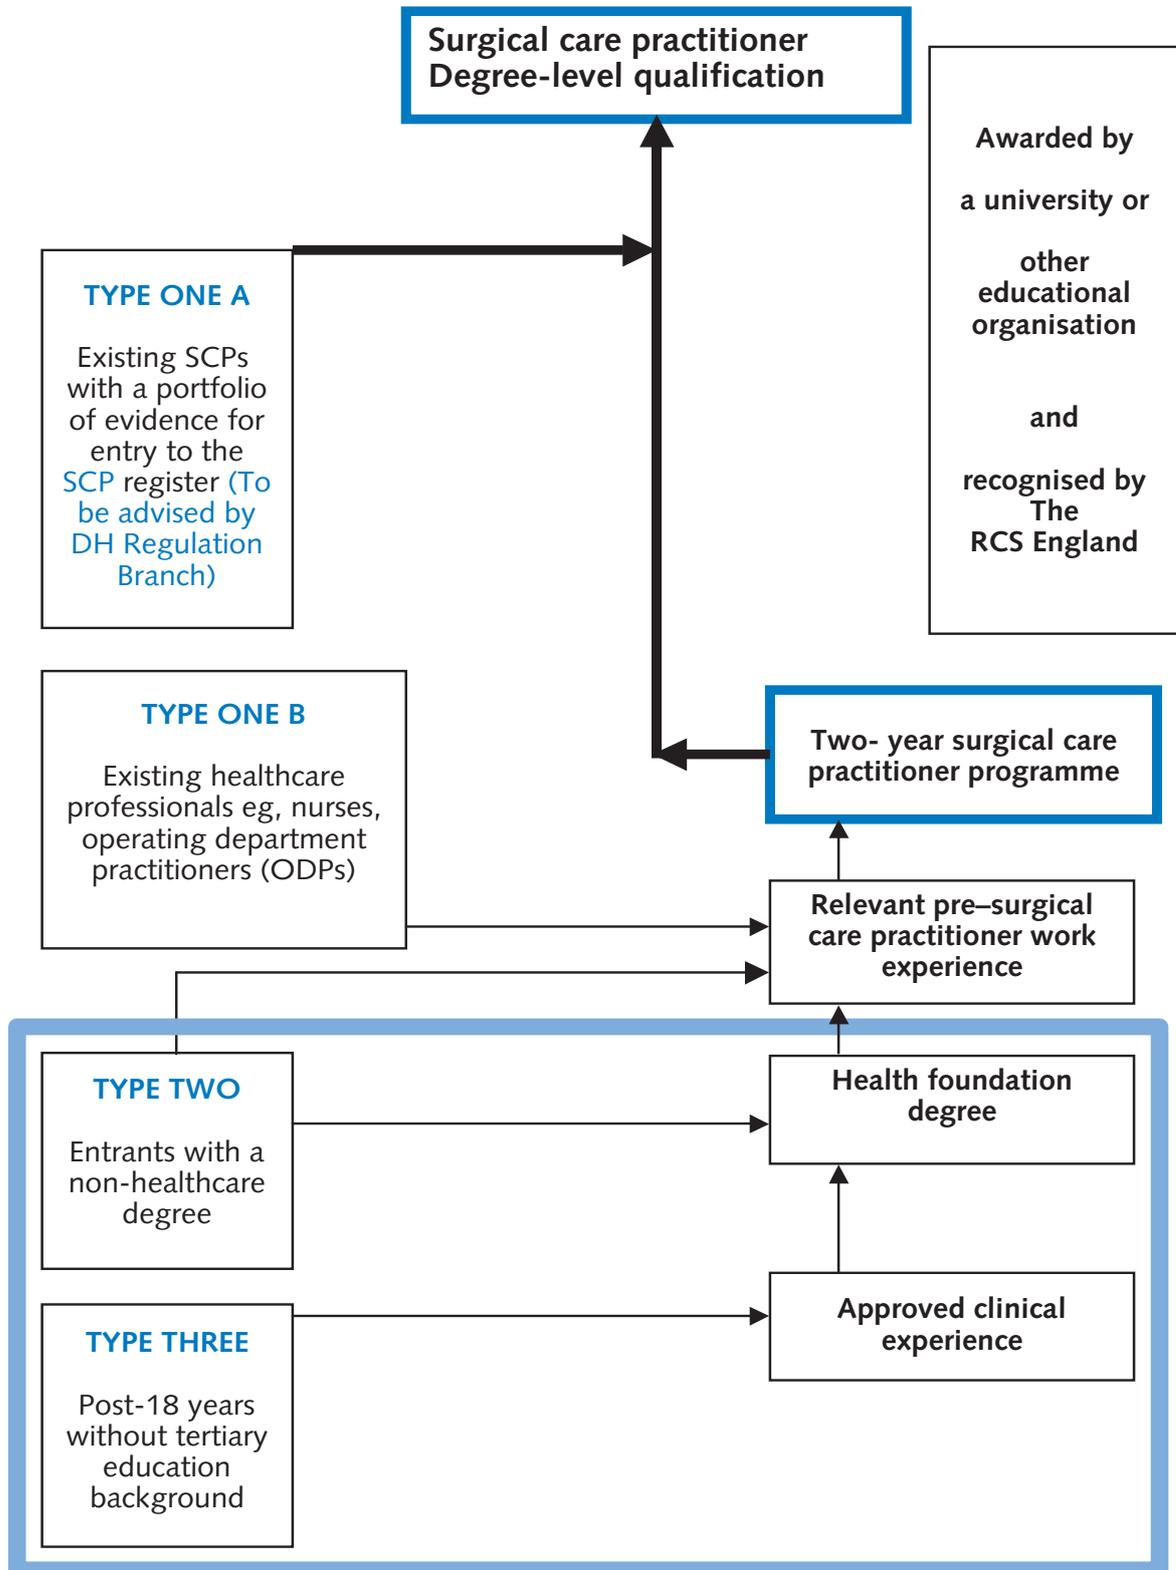 Surgical care practitioner
Degree-level qualification
Awarded by
a university or
other
educational
organisation
and
recognised by
The
RCS England
TYPE ONE A
Existing SCPs
with a portfolio
of evidence for
entry to the
SCP register (To
be advised by
DH Regulation
Branch)
TYPE ONE B
Existing healthcare
professionals eg, nurses,
operating department
practitioners (ODPs)
Two- year surgical care
practitioner programme
Relevant pre–surgical
care practitioner work
experience
TYPE TWO
Entrants with a
non-healthcare
degree
Health foundation
degree
TYPE THREE
Post-18 years
without tertiary
education
background
Approved clinical
experience